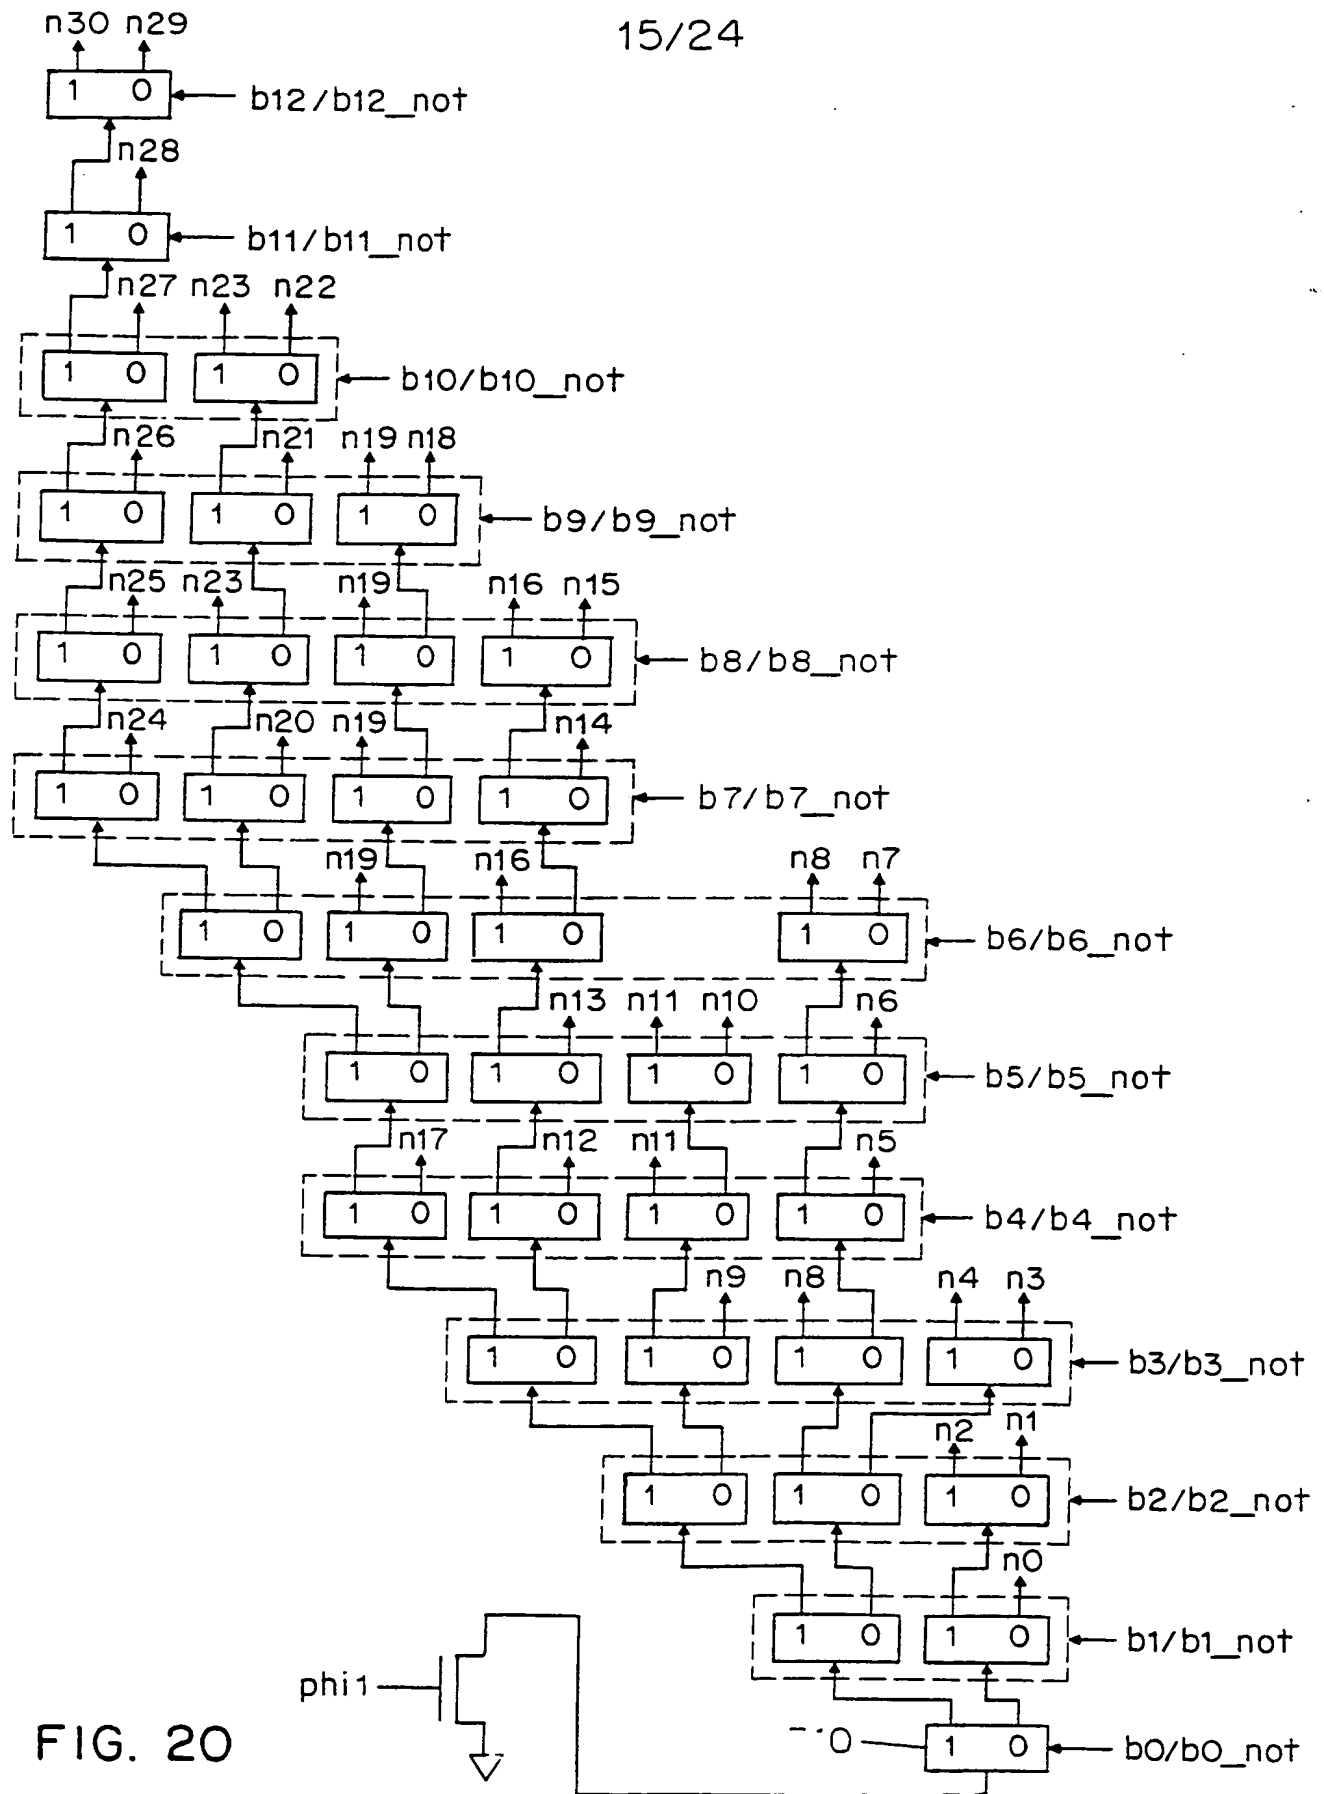 15/24
n30 n29
1 0 b12/b12_not
n28
1 0 b11/b11_not
n27 n23 n22
1 0 1 0 b10/b10_not
n26 n21 n19 n18
1 0 1 0 1 0 b9/b9_not
n25 n23 n19 n16 n15
1 0 1 0 1 0 1 0 b8/b8_not
n24 n20 n19 n14
1 0 1 0 1 0 1 0 b7/b7_not
n19 n16 n8 n7
1 0 1 0 1 0 1 0 b6/b6_not
n13 n11 n10 n6
1 0 1 0 1 0 1 0 b5/b5_not
n17 n12 n11 n5
1 0 1 0 1 0 1 0 b4/b4_not
n9 n8 n4 n3
1 0 1 0 1 0 1 0 b3/b3_not
n2 n1
1 0 1 0 1 0 b2/b2_not
n0
1 0 1 0 b1/b1_not
phi1
1 0 b0/b0_not
FIG. 20